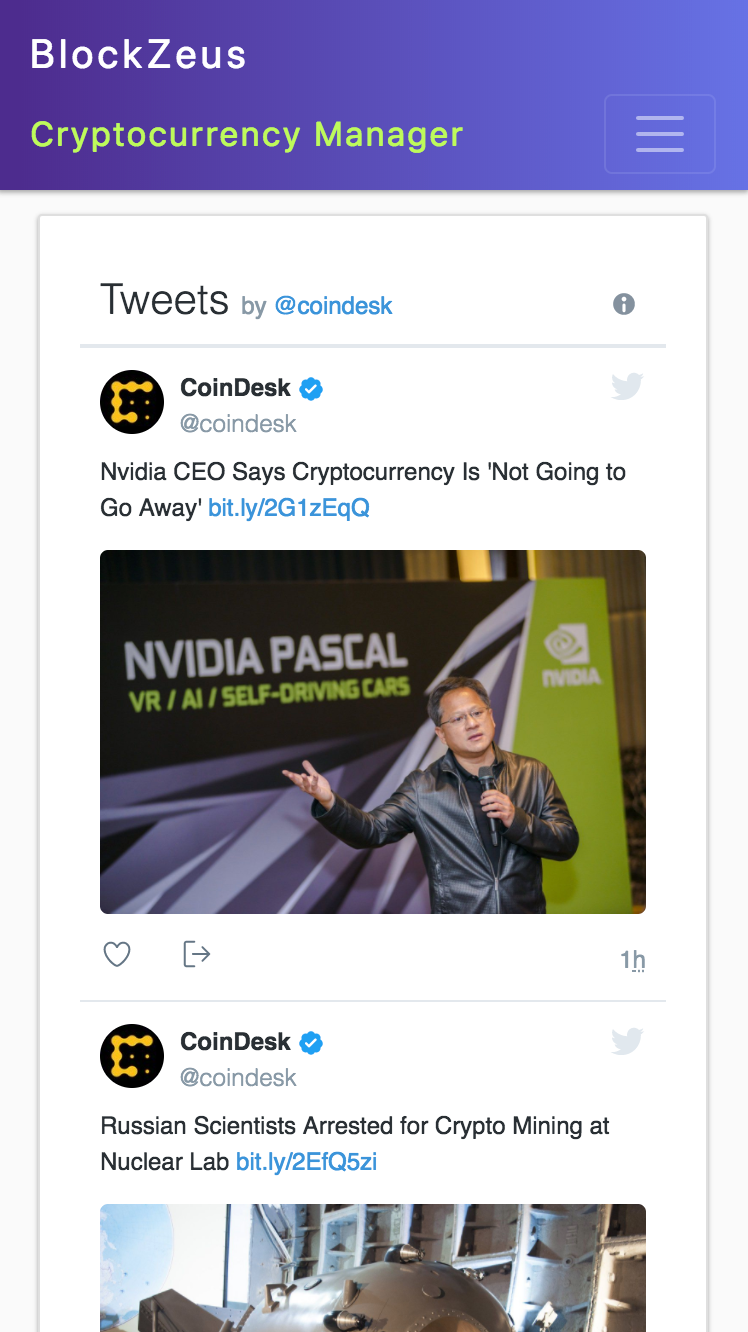 BlockZeus
Cryptocurrency Manager
Tweets by @coindesk
CoinDesk
@coindesk
Nvidia CEO Says Cryptocurrency Is 'Not Going to
Go Away' bit.ly/2G1zEqQ
NVIDIA PASCAL
VR / AI / SELF-DRIVING CARS
NVIDIA
1h
CoinDesk
@coindesk
Russian Scientists Arrested for Crypto Mining at
Nuclear Lab bit.ly/2EfQ5zi